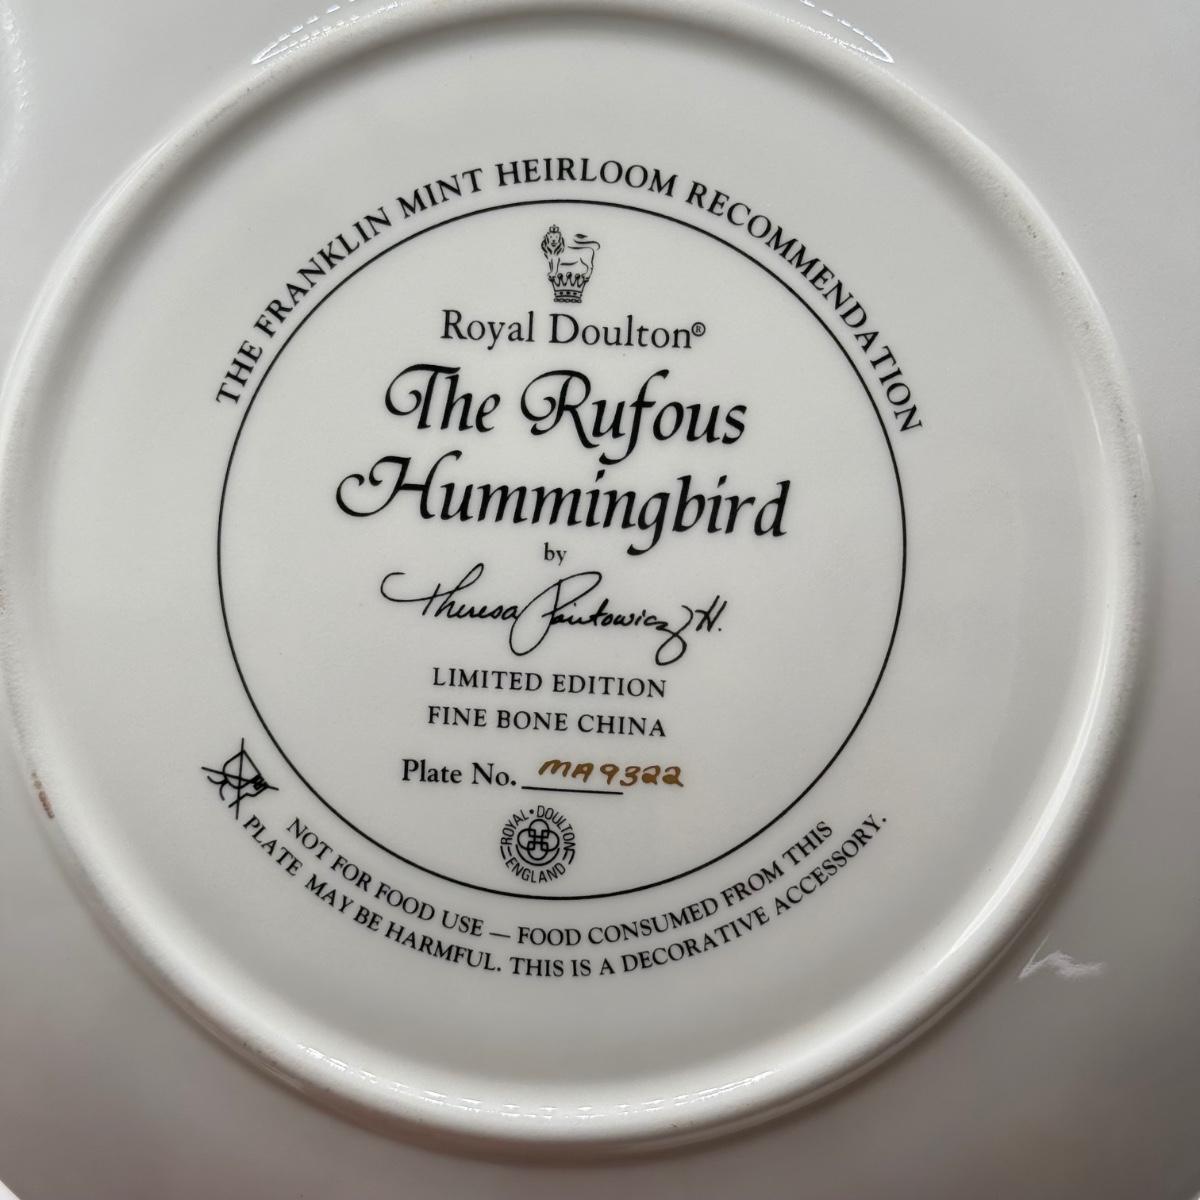 THE FRANKLIN MINT HEIRLOOM RECOMMENDATION
Royal Doulton®
The Rufous
Hummingbird
by
Theresa Pautowicz H.
LIMITED EDITION
FINE BONE CHINA
Plate No. MA9322
ROYAL • DOULTON
ENGLAND
NOT FOR FOOD USE — FOOD CONSUMED FROM THIS
PLATE MAY BE HARMFUL. THIS IS A DECORATIVE ACCESSORY.